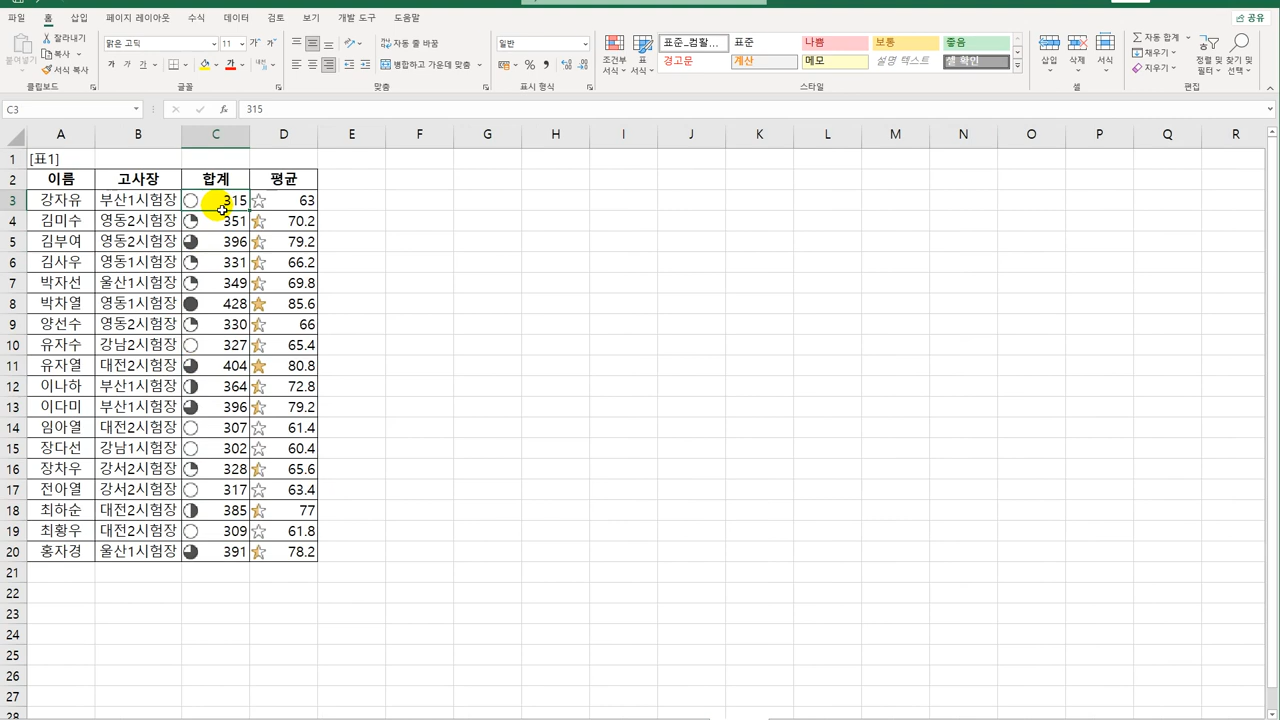 파일 홈 삽입 페이지 레이아웃 수식 데이터 검토 보기 개발 도구 도움말 공유
붙여넣기
잘라내기
복사
서식 복사
클립보드
맑은 고딕 11
가 가 가 가 가
글꼴
자동 줄 바꿈
병합하고 가운데 맞춤
맞춤
일반
% ,
표시 형식
조건부 서식
표 서식
표준_컴활... 표준 나쁨 보통 좋음
경고문 계산 메모 설명 텍스트 셀 확인
스타일
삽입 삭제 서식
셀
자동 합계
채우기
지우기
정렬 및 필터
찾기 및 선택
편집
C3 fx 315
A B C D E F G H I J K L M N O P Q R
1 [표1]
2 이름 고사장 합계 평균
3 강자유 부산1시험장 315 63
4 김미수 영동2시험장 351 70.2
5 김부여 영동2시험장 396 79.2
6 김사우 영동1시험장 331 66.2
7 박자선 울산1시험장 349 69.8
8 박차열 영동1시험장 428 85.6
9 양선수 영동2시험장 330 66
10 유자수 강남2시험장 327 65.4
11 유자열 대전2시험장 404 80.8
12 이나하 부산1시험장 364 72.8
13 이다미 부산1시험장 396 79.2
14 임아열 대전2시험장 307 61.4
15 장다선 강남1시험장 302 60.4
16 장차우 강서2시험장 328 65.6
17 전아열 강서2시험장 317 63.4
18 최하순 대전2시험장 385 77
19 최황우 대전2시험장 309 61.8
20 홍자경 울산1시험장 391 78.2
21
22
23
24
25
26
27
28